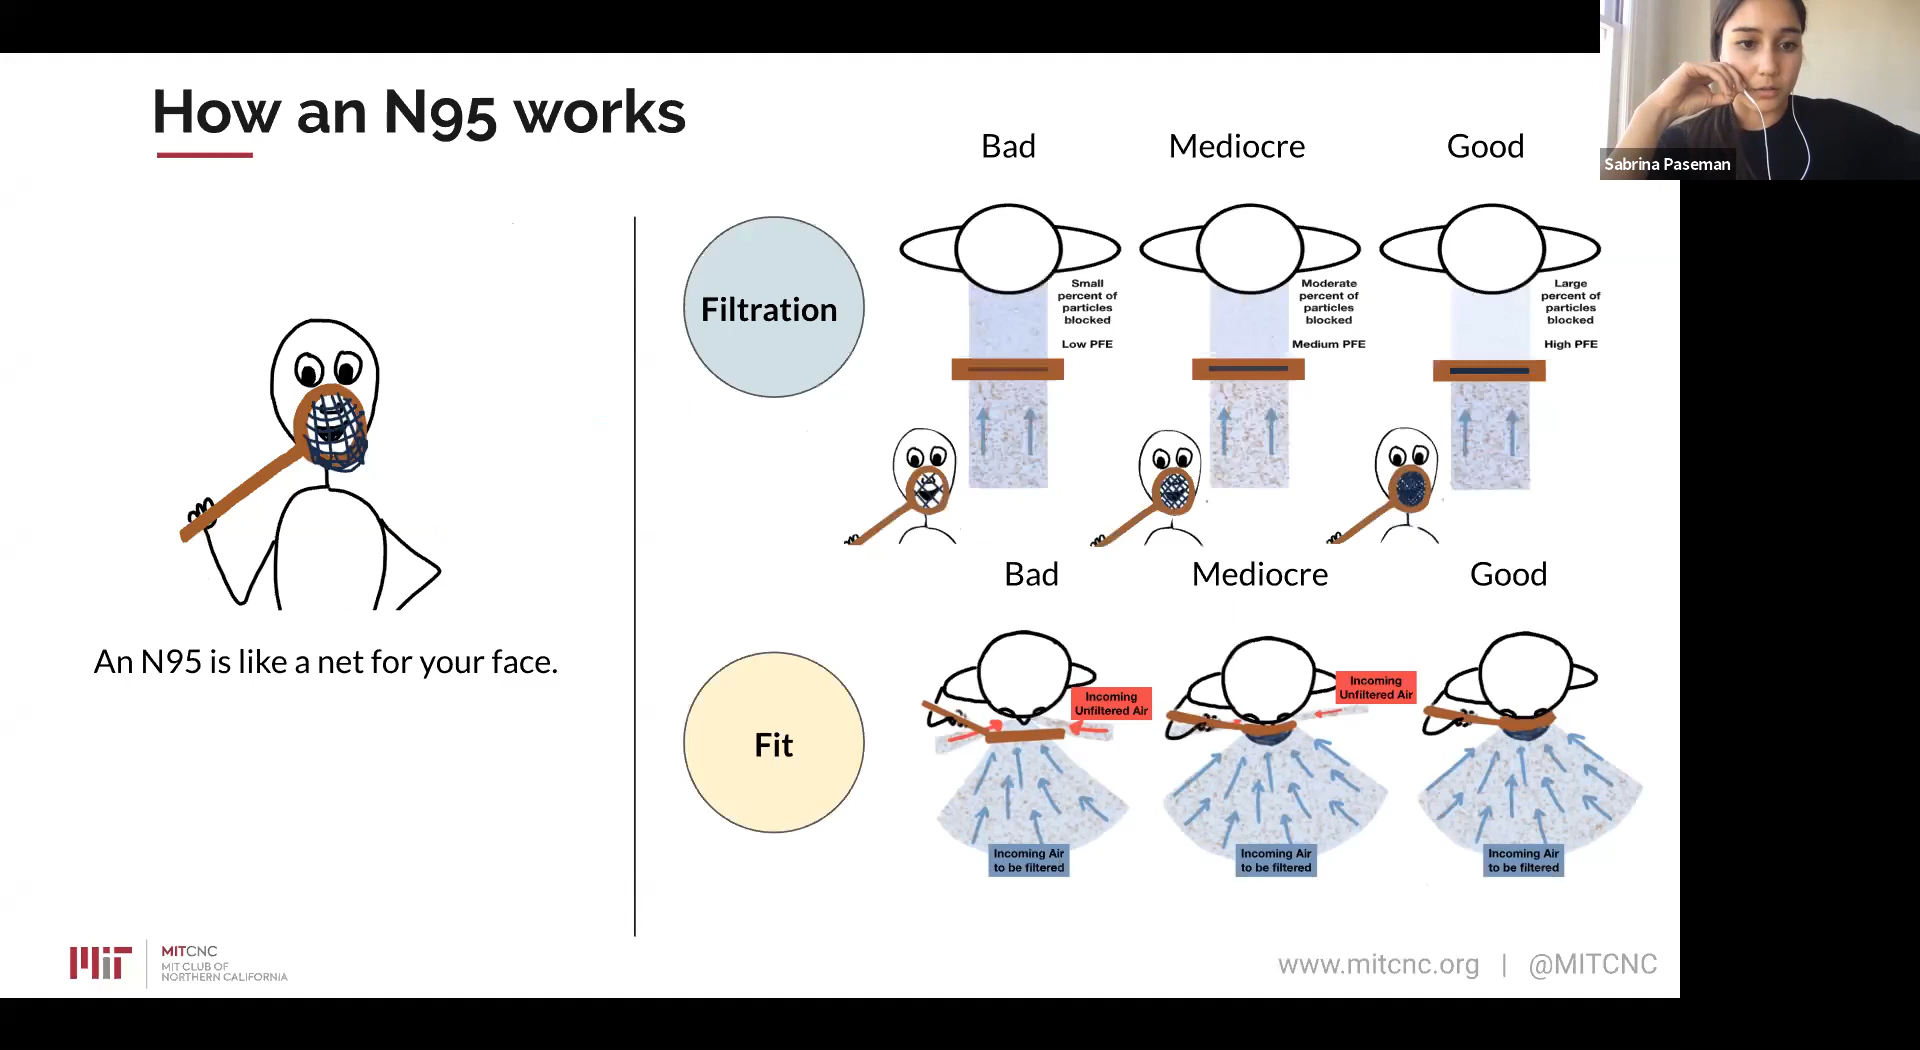 How an N95 works
Sabrina Paseman
An N95 is like a net for your face.
Bad
Mediocre
Good
Filtration
Small
percent of
particles
blocked
Low PFE
Moderate
percent of
particles
blocked
Medium PFE
Large
percent of
particles
blocked
High PFE
Bad
Mediocre
Good
Fit
Incoming
Unfiltered Air
Incoming Air
to be filtered
Incoming
Unfiltered Air
Incoming Air
to be filtered
Incoming Air
to be filtered
MIT
MITCNC
MIT CLUB OF
NORTHERN CALIFORNIA
www.mitcnc.org | @MITCNC